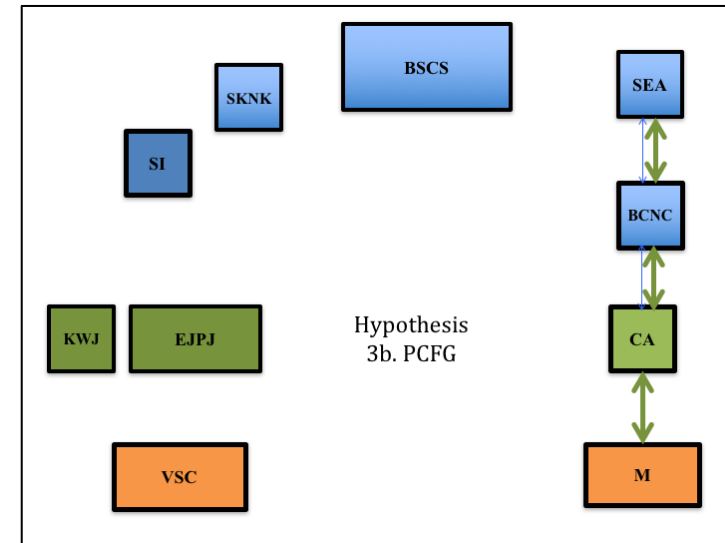 BSCS
SEA
SKNK
SI
BCNC
KWJ
EJPJ
Hypothesis
3b. PCFG
CA
VSC
M